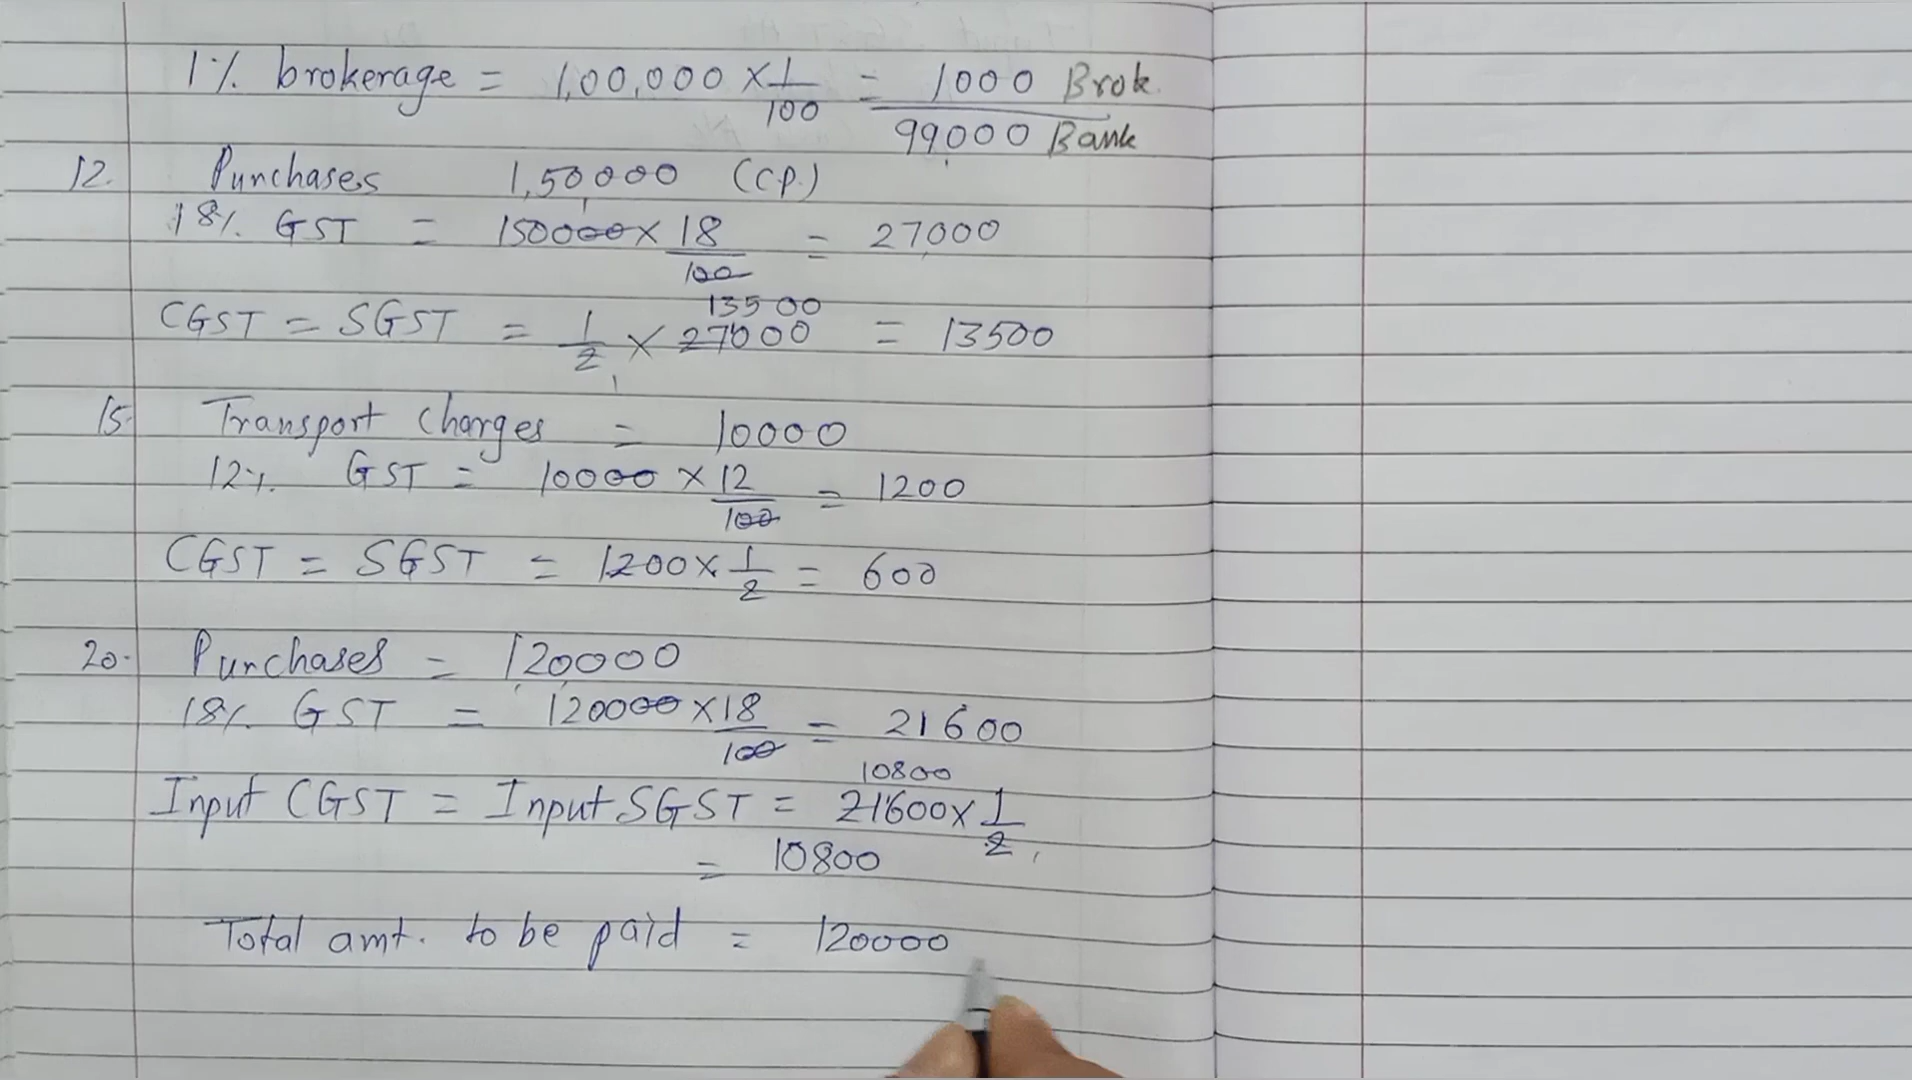 1% brokerage = 1,00,000 × 1/100 = 1000 Brok.
99000 Bank
12. Purchases 1,50000 (CP.)
18% GST = 150000 × 18/100 = 27000
13500
CGST = SGST = 1/2 × 27000 = 13500
15. Transport Charges = 10000
12% GST = 10000 × 12/100 = 1200
CGST = SGST = 1200 × 1/2 = 600
20. Purchases = 120000
18% GST = 120000 × 18/100 = 21600
10800
Input CGST = Input SGST = 21600 × 1/2
= 10800
Total amt. to be paid = 120000